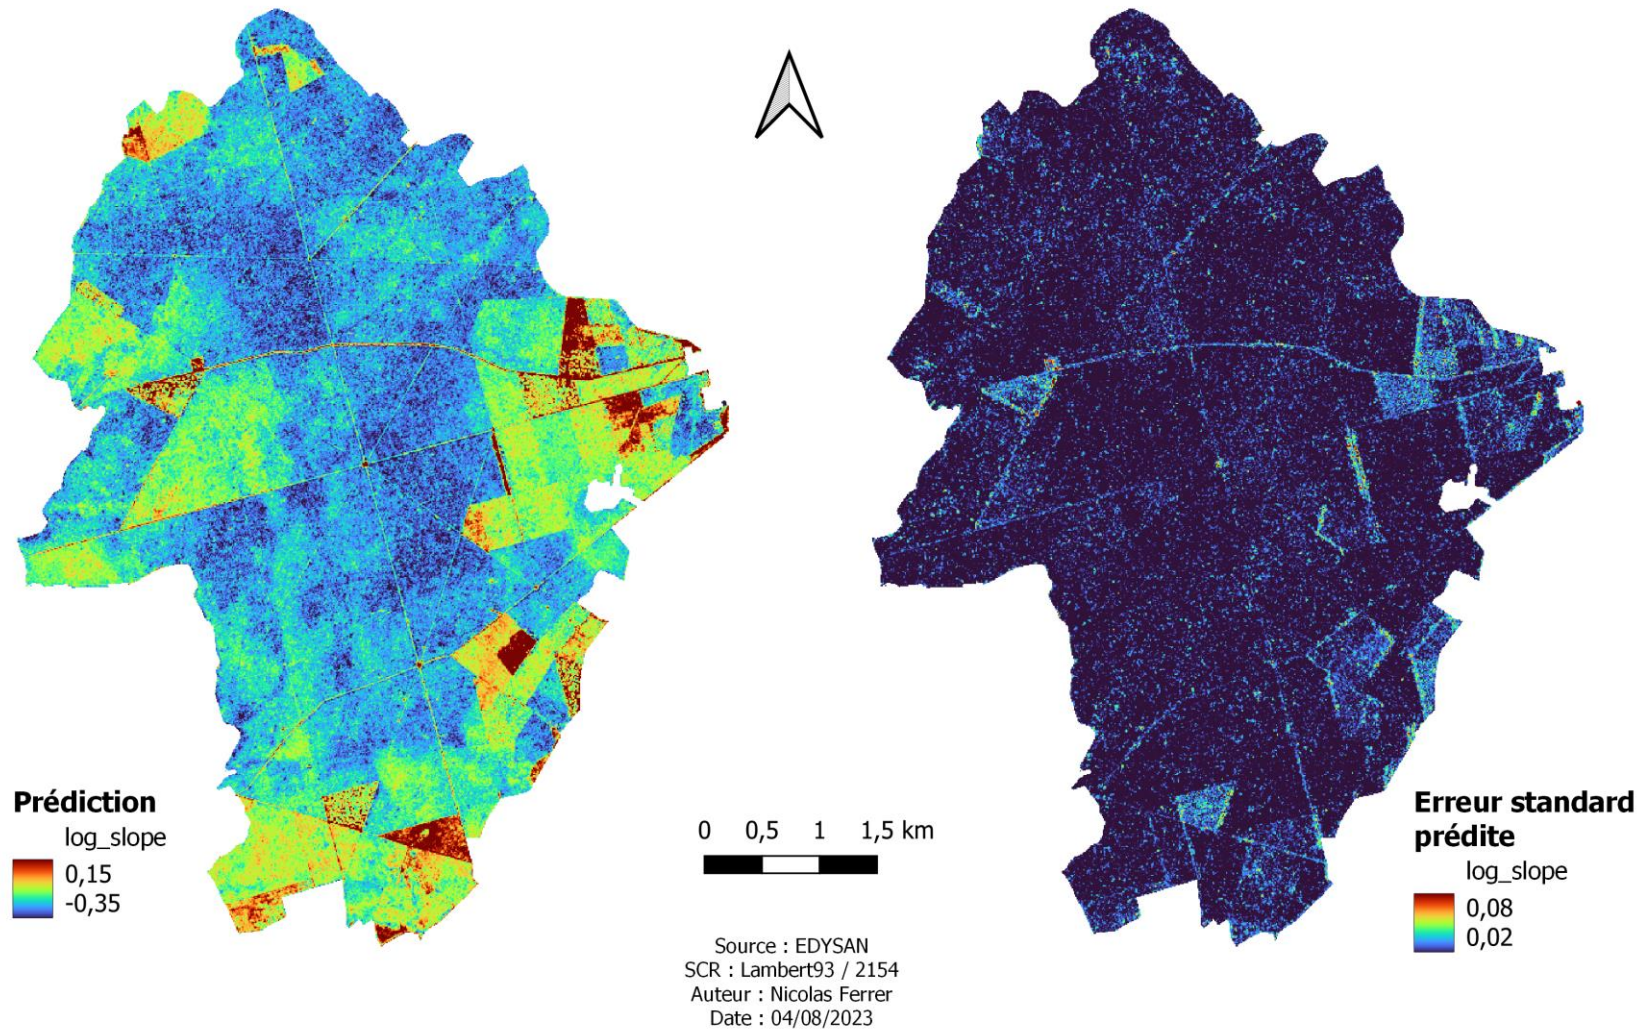 Prédiction
log_slope
0,15
-0,35
0 0,5 1 1,5 km
Erreur standard
prédite
log_slope
0,08
0,02
Source : EDYSAN
SCR : Lambert93 / 2154
Auteur : Nicolas Ferrer
Date : 04/08/2023